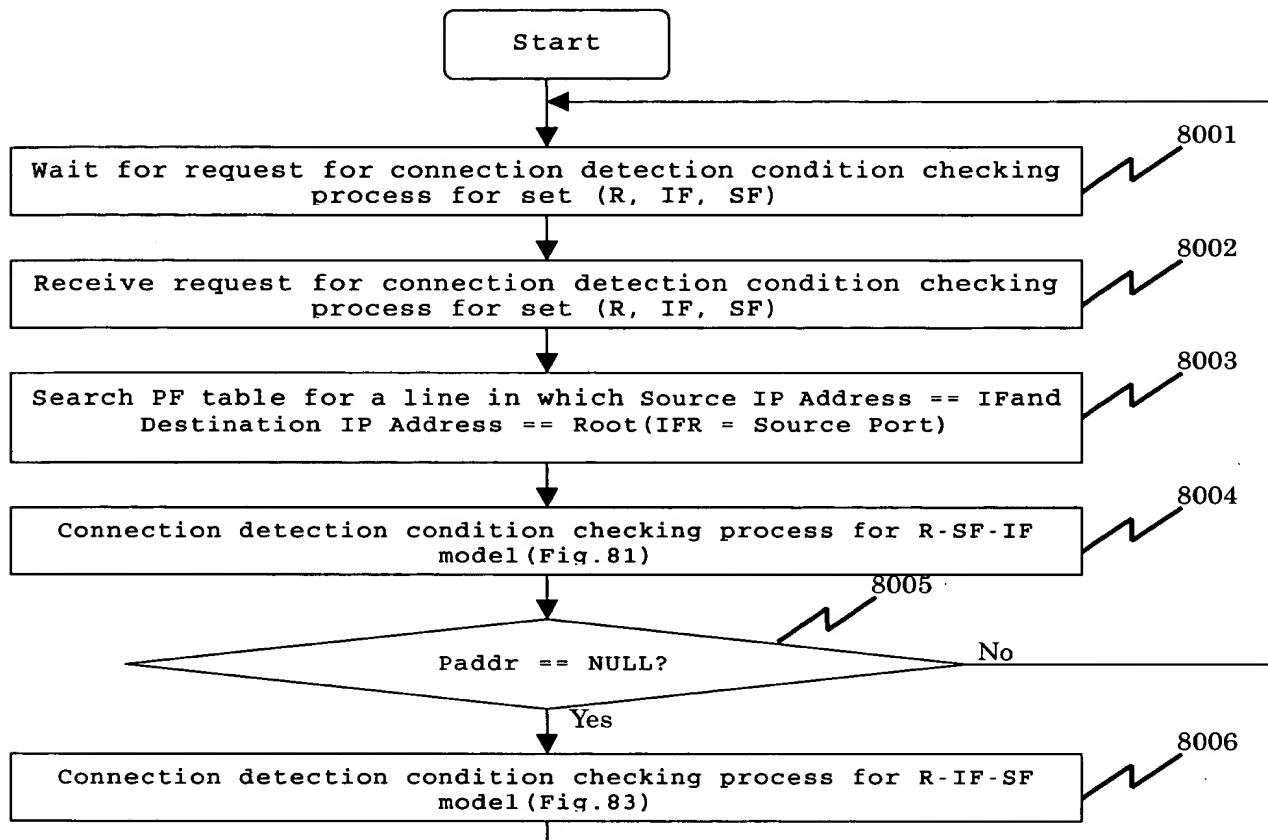 Start
8001
Wait for request for connection detection condition checking
process for set (R, IF, SF)
8002
Receive request for connection detection condition checking
process for set (R, IF, SF)
8003
Search PF table for a line in which Source IP Address == IFand
Destination IP Address == Root(IFR = Source Port)
8004
Connection detection condition checking process for R-SF-IF
model(Fig.81)
8005
Paddr == NULL?
No
Yes
8006
Connection detection condition checking process for R-IF-SF
model(Fig.83)